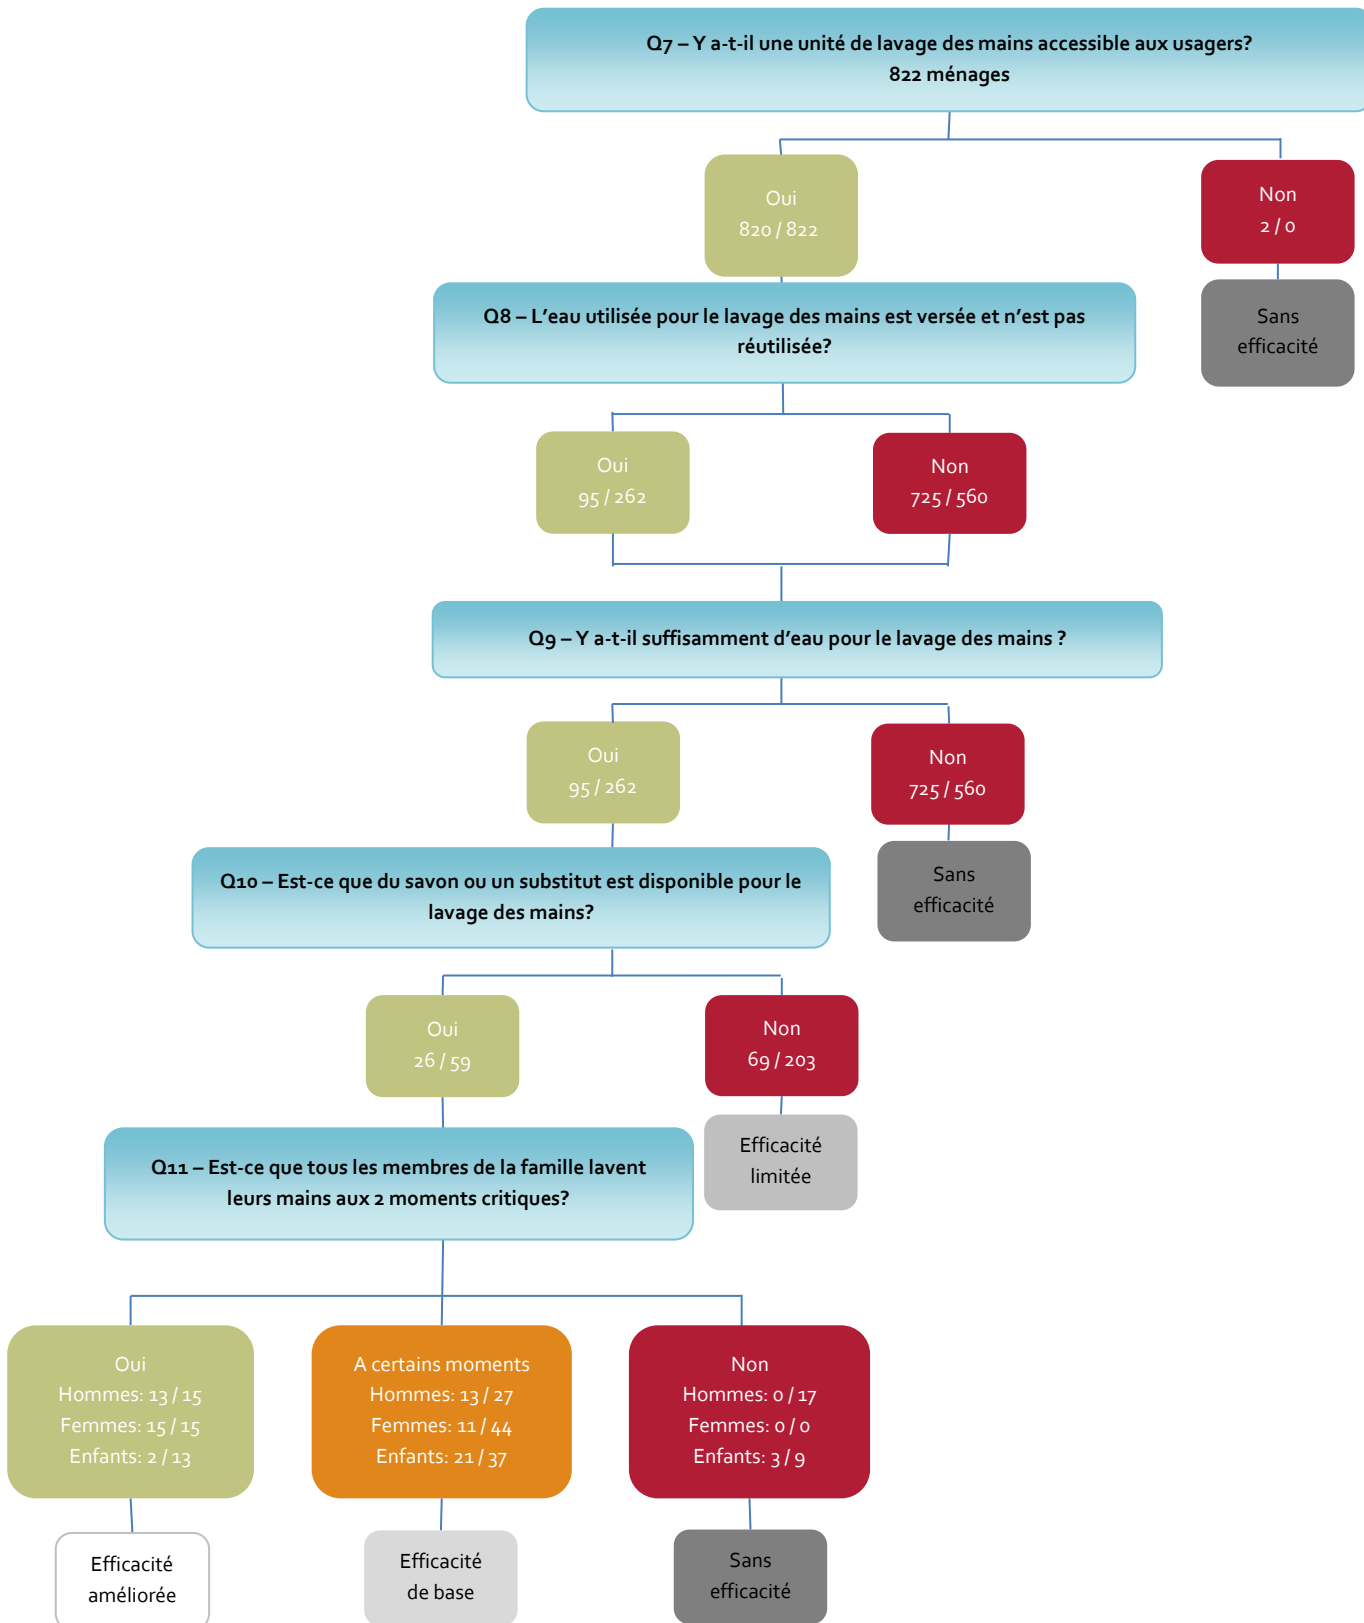 Q7 – Y a-t-il une unité de lavage des mains accessible aux usagers?
822 ménages
Oui
820 / 822
Non
2 / 0
Q8 – L'eau utilisée pour le lavage des mains est versée et n'est pas
réutilisée?
Sans
efficacité
Oui
95 / 262
Non
725 / 560
Q9 – Y a-t-il suffisamment d'eau pour le lavage des mains ?
Oui
95 / 262
Non
725 / 560
Q10 – Est-ce que du savon ou un substitut est disponible pour le
lavage des mains?
Sans
efficacité
Oui
26 / 59
Non
69 / 203
Q11 – Est-ce que tous les membres de la famille lavent
leurs mains aux 2 moments critiques?
Efficacité
limitée
Oui
Hommes: 13 / 15
Femmes: 15 / 15
Enfants: 2 / 13
A certains moments
Hommes: 13 / 27
Femmes: 11 / 44
Enfants: 21 / 37
Non
Hommes: 0 / 17
Femmes: 0 / 0
Enfants: 3 / 9
Efficacité
améliorée
Efficacité
de base
Sans
efficacité